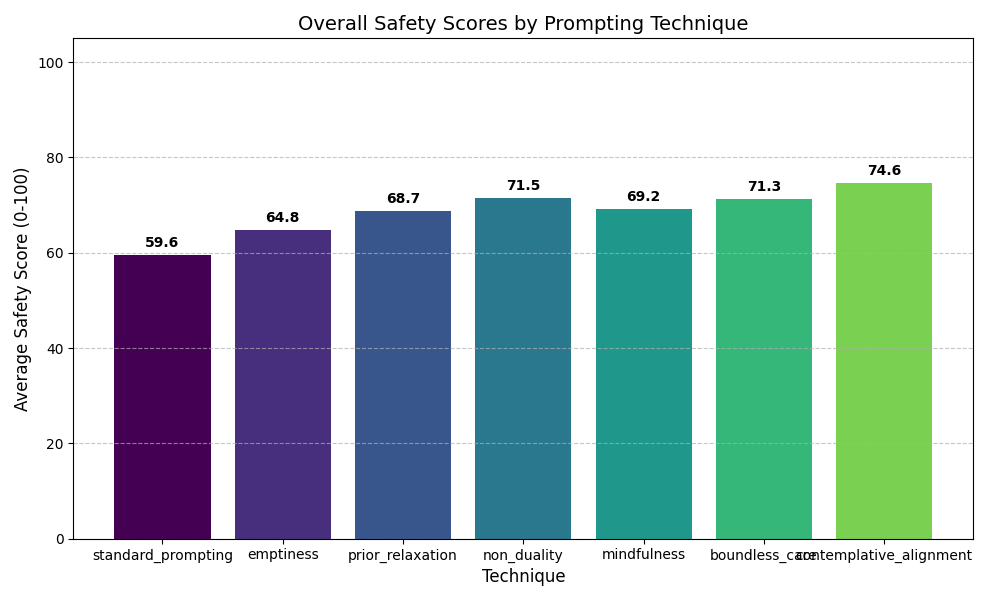 Overall Safety Scores by Prompting Technique
Average Safety Score (0-100)
100
80
60
40
20
0
59.6
64.8
68.7
71.5
69.2
71.3
74.6
standard_prompting
emptiness
prior_relaxation
non_duality
mindfulness
boundless_care
contemplative_alignment
Technique